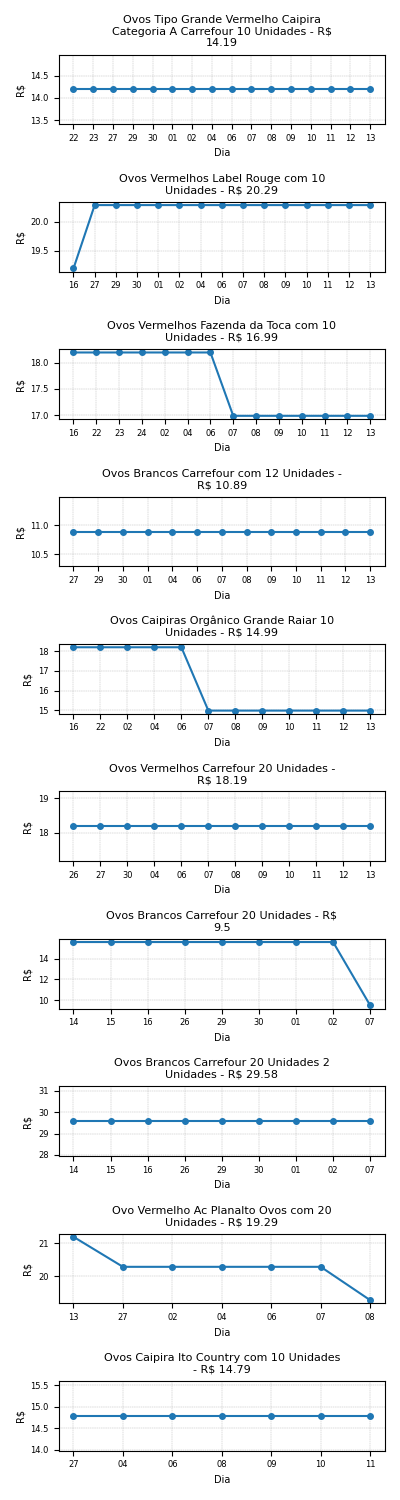 Ovos Tipo Grande Vermelho Caipira
Categoria A Carrefour 10 Unidades - R$
14.19
R$
14.5
14.0
13.5
22 23 27 29 30 01 02 04 06 07 08 09 10 11 12 13
Dia
Ovos Vermelhos Label Rouge com 10
Unidades - R$ 20.29
R$
20.0
19.5
16 27 29 30 01 02 04 06 07 08 09 10 11 12 13
Dia
Ovos Vermelhos Fazenda da Toca com 10
Unidades - R$ 16.99
R$
18.0
17.5
17.0
16 22 23 24 02 04 06 07 08 09 10 11 12 13
Dia
Ovos Brancos Carrefour com 12 Unidades -
R$ 10.89
R$
11.0
10.5
27 29 30 01 04 06 07 08 09 10 11 12 13
Dia
Ovos Caipiras Orgânico Grande Raiar 10
Unidades - R$ 14.99
R$
18
17
16
15
16 22 02 04 06 07 08 09 10 11 12 13
Dia
Ovos Vermelhos Carrefour 20 Unidades -
R$ 18.19
R$
19
18
26 27 30 04 06 07 08 09 10 11 12 13
Dia
Ovos Brancos Carrefour 20 Unidades - R$
9.5
R$
14
12
10
14 15 16 26 29 30 01 02 07
Dia
Ovos Brancos Carrefour 20 Unidades 2
Unidades - R$ 29.58
R$
31
30
29
28
14 15 16 26 29 30 01 02 07
Dia
Ovo Vermelho Ac Planalto Ovos com 20
Unidades - R$ 19.29
R$
21
20
13 27 02 04 06 07 08
Dia
Ovos Caipira Ito Country com 10 Unidades
- R$ 14.79
R$
15.5
15.0
14.5
14.0
27 04 06 08 09 10 11
Dia